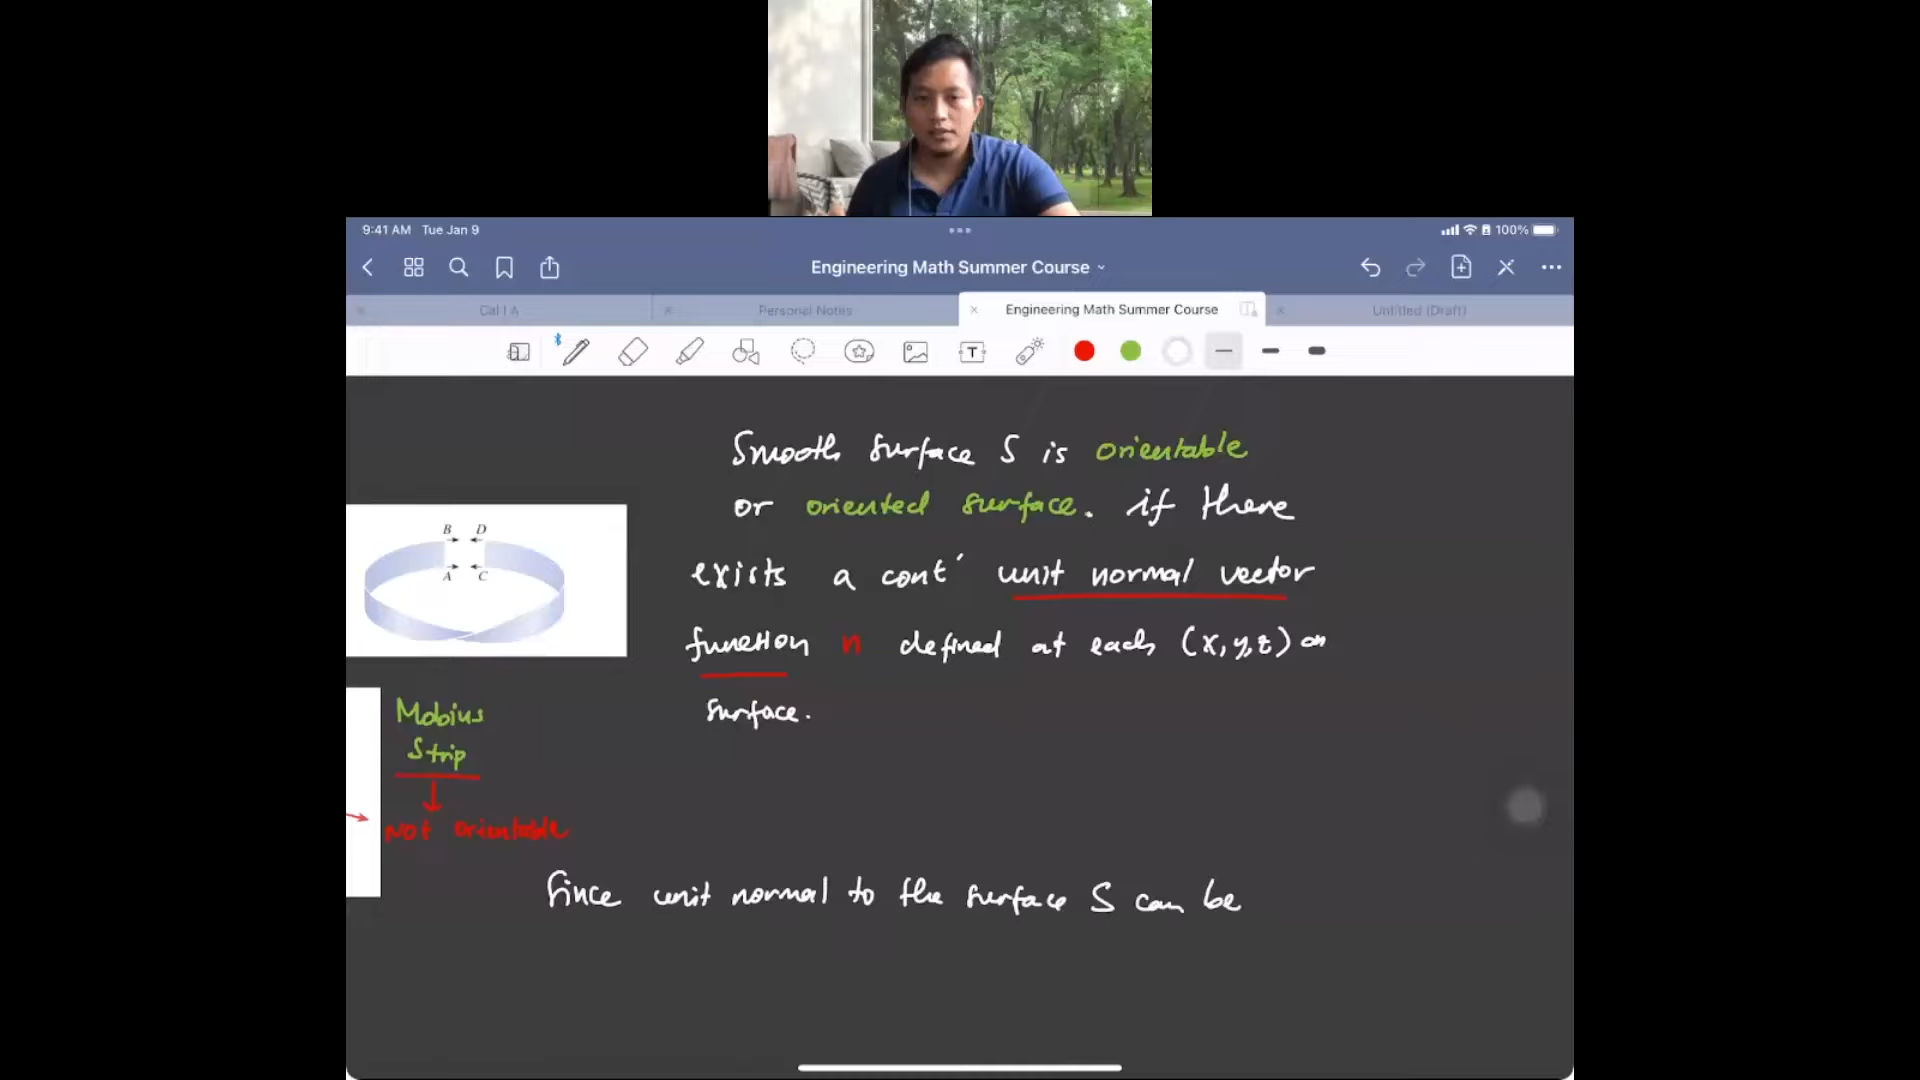 9:41 AM Tue Jan 9
100%
Engineering Math Summer Course
Cal I A
Personal Notes
Engineering Math Summer Course
Untitled (Draft)
T
Smooth surface S is orientable
or oriented surface. if there
exists a cont' unit normal vector
function n defined at each (x,y,z) on
surface.
B D
A C
Mobius
Strip
Not orientable
Since unit normal to the surface S can be